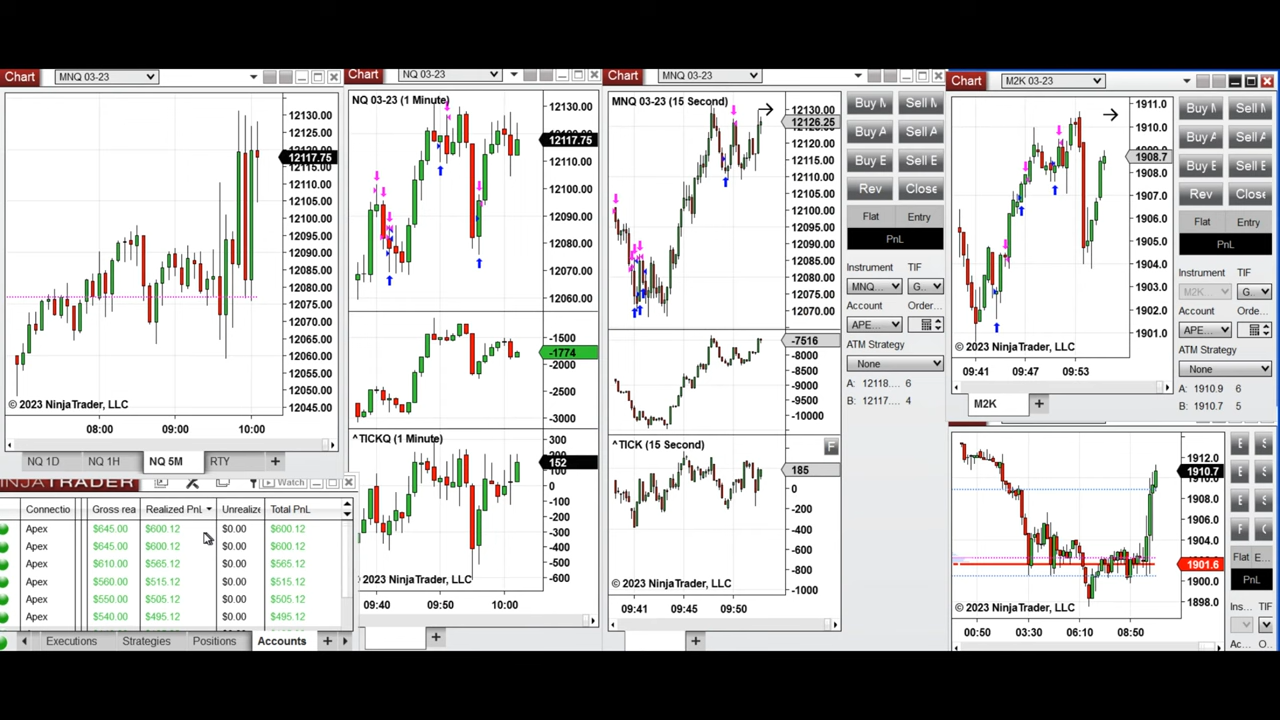 Chart MNQ 03-23
12130.00
12125.00
12117.75
12110.00
12105.00
12100.00
12095.00
12090.00
12085.00
12080.00
12075.00
12070.00
12065.00
12060.00
12055.00
12050.00
12045.00
© 2023 NinjaTrader, LLC
08:00 09:00 10:00
NQ 1D NQ 1H NQ 5M RTY +
Chart NQ 03-23
NQ 03-23 (1 Minute)
12130.00
12117.75
12110.00
12100.00
12090.00
12080.00
12070.00
12060.00
-1500
-1774
-2000
-2500
-3000
^TICKQ (1 Minute)
300
200
152
100
0
-100
-200
-300
-400
-500
-600
© 2023 NinjaTrader, LLC
09:40 09:50 10:00
+
Chart MNQ 03-23
MNQ 03-23 (15 Second)
12130.00
12126.25
12120.00
12115.00
12110.00
12105.00
12100.00
12095.00
12090.00
12085.00
12080.00
12075.00
12070.00
-7516
-8000
-8500
-9000
-9500
-10000
^TICK (15 Second)
F
185
0
-200
-400
-600
-800
-1000
© 2023 NinjaTrader, LLC
09:41 09:45 09:50
+
Buy M Sell M
Buy A Sell A
Buy E Sell E
Rev Close
Flat Entry
PnL
Instrument TIF
MNQ... G...
Account Order...
APE...
ATM Strategy
None
A: 12118.... 6
B: 12117.... 4
Chart M2K 03-23
1911.0
1910.0
1908.7
1908.0
1907.0
1906.0
1905.0
1904.0
1903.0
1902.0
1901.0
© 2023 NinjaTrader, LLC
09:41 09:47 09:53
M2K +
Buy M Sell M
Buy A Sell A
Buy E Sell E
Rev Close
Flat Entry
PnL
Instrument TIF
M2K... G...
Account Orde...
APE...
ATM Strategy
None
A: 1910.9 6
B: 1910.7 5
1912.0
1910.7
1908.0
1906.0
1904.0
1901.6
1900.0
1898.0
© 2023 NinjaTrader, LLC
00:50 03:30 06:10 08:50
Flat E...
PnL
Ins...
Ac... O...
INJATRADER Watch
Connectio Gross rea Realized PnL Unrealize Total PnL
Apex $645.00 $600.12 $0.00 $600.12
Apex $645.00 $600.12 $0.00 $600.12
Apex $610.00 $565.12 $0.00 $565.12
Apex $560.00 $515.12 $0.00 $515.12
Apex $550.00 $505.12 $0.00 $505.12
Apex $540.00 $495.12 $0.00 $495.12
Executions Strategies Positions Accounts +